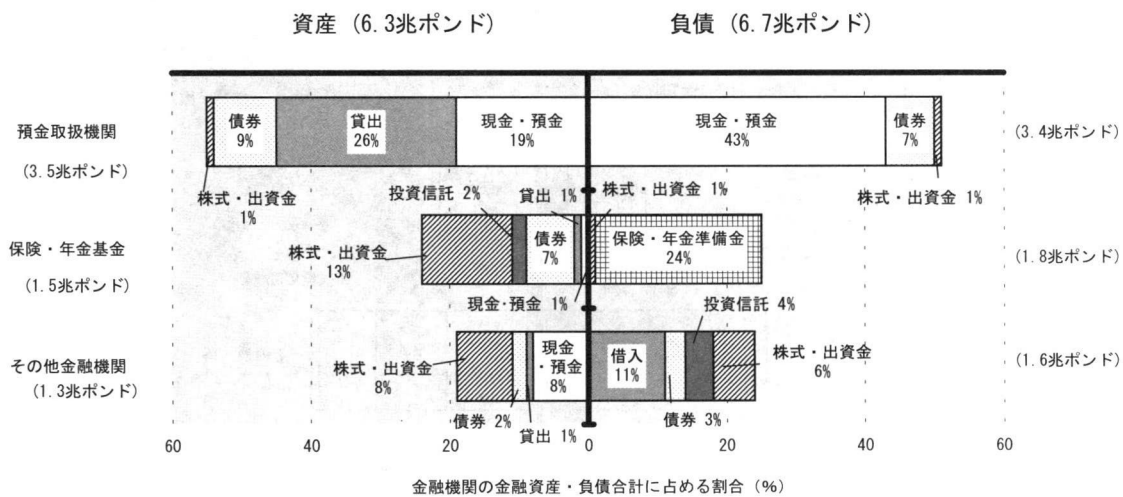 資産（6.3兆ポンド） 負債（6.7兆ポンド）
預金取扱機関
(3.5兆ポンド)
債券
9%
貸出
26%
現金・預金
19%
現金・預金
43%
債券
7%
(3.4兆ポンド)
株式・出資金
1%
株式・出資金 1%
保険・年金基金
(1.5兆ポンド)
株式・出資金
13%
投資信託 2%
債券
7%
貸出 1%
現金・預金 1%
株式・出資金 1%
保険・年金準備金
24%
(1.8兆ポンド)
その他金融機関
(1.3兆ポンド)
株式・出資金
8%
債券 2%
貸出 1%
現金
・預金
8%
借入
11%
債券 3%
投資信託 4%
株式・出資金
6%
(1.6兆ポンド)
60 40 20 0 20 40 60
金融機関の金融資産・負債合計に占める割合（%）